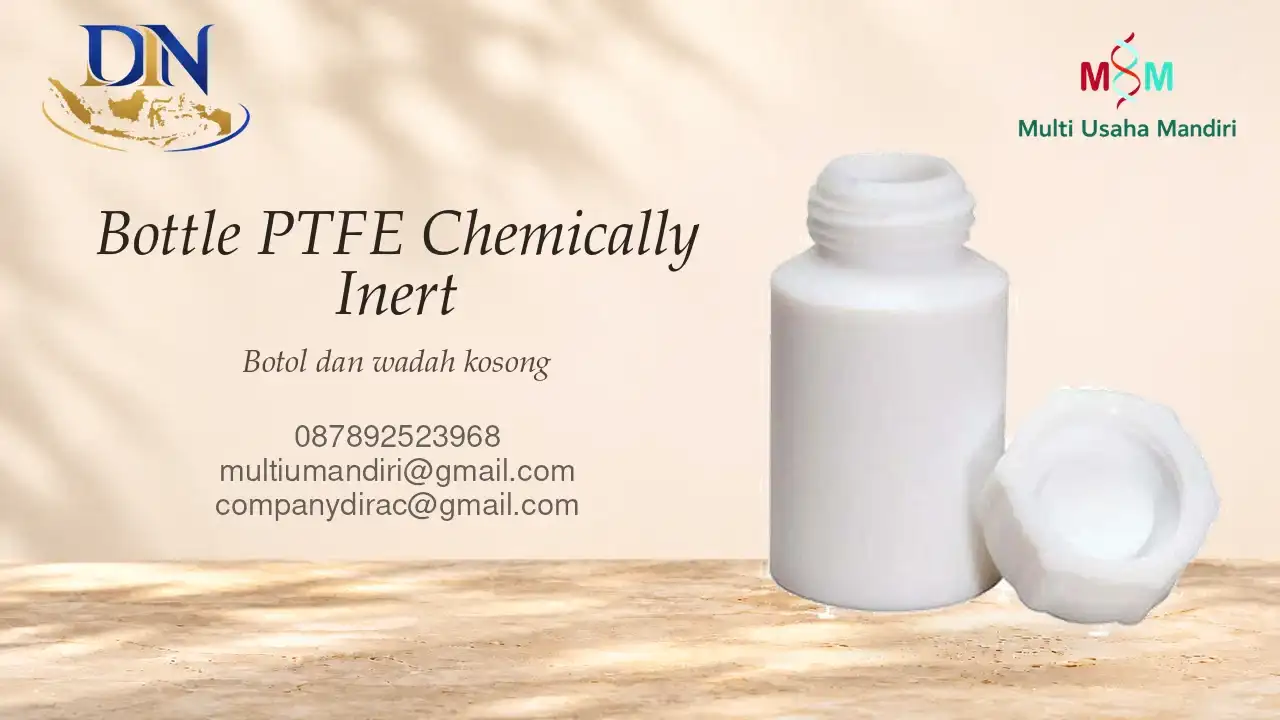 DN
M M
Multi Usaha Mandiri
Bottle PTFE Chemically
Inert
Botol dan wadah kosong
087892523968
multiumandiri@gmail.com
companydirac@gmail.com